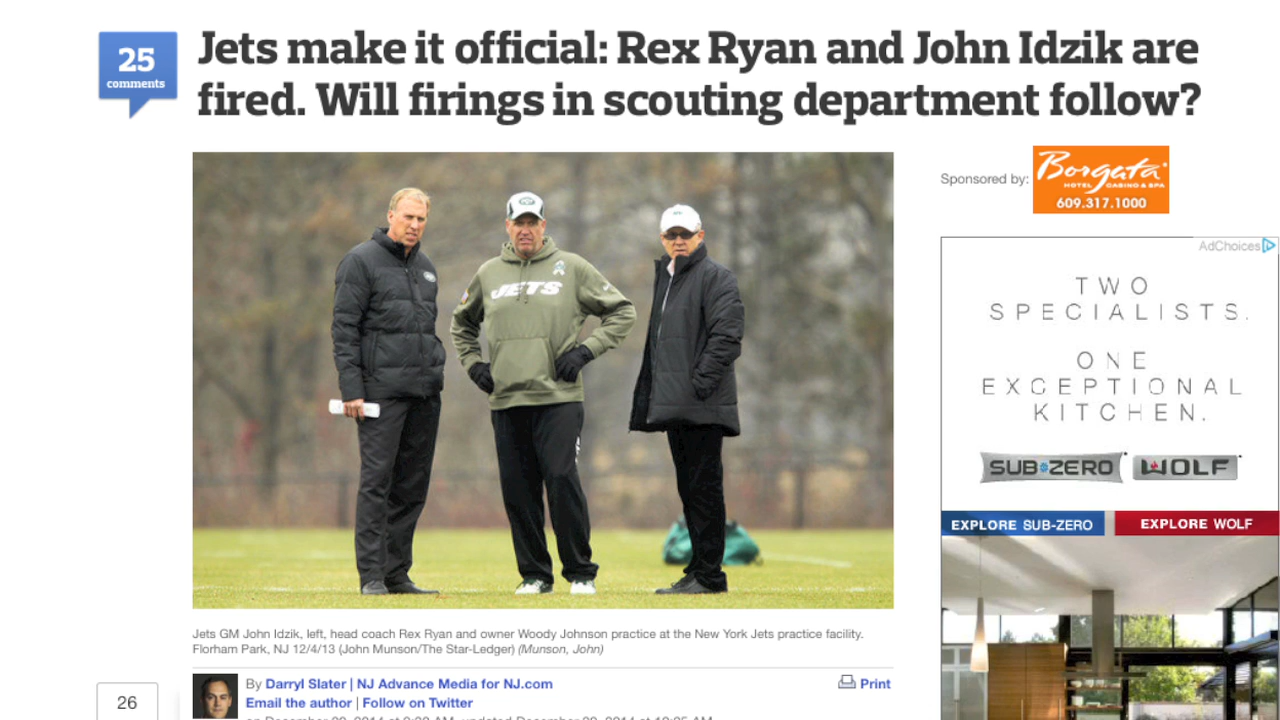 25
comments
Jets make it official: Rex Ryan and John Idzik are
fired. Will firings in scouting department follow?
JETS
Sponsored by:
Borgata
HOTEL CASINO & SPA
609.317.1000
AdChoices
TWO
SPECIALISTS.
ONE
EXCEPTIONAL
KITCHEN.
SUB ZERO WOLF
EXPLORE SUB-ZERO
EXPLORE WOLF
Jets GM John Idzik, left, head coach Rex Ryan and owner Woody Johnson practice at the New York Jets practice facility.
Florham Park, NJ 12/4/13 (John Munson/The Star-Ledger) (Munson, John)
By Darryl Slater | NJ Advance Media for NJ.com
Print
Email the author | Follow on Twitter
26